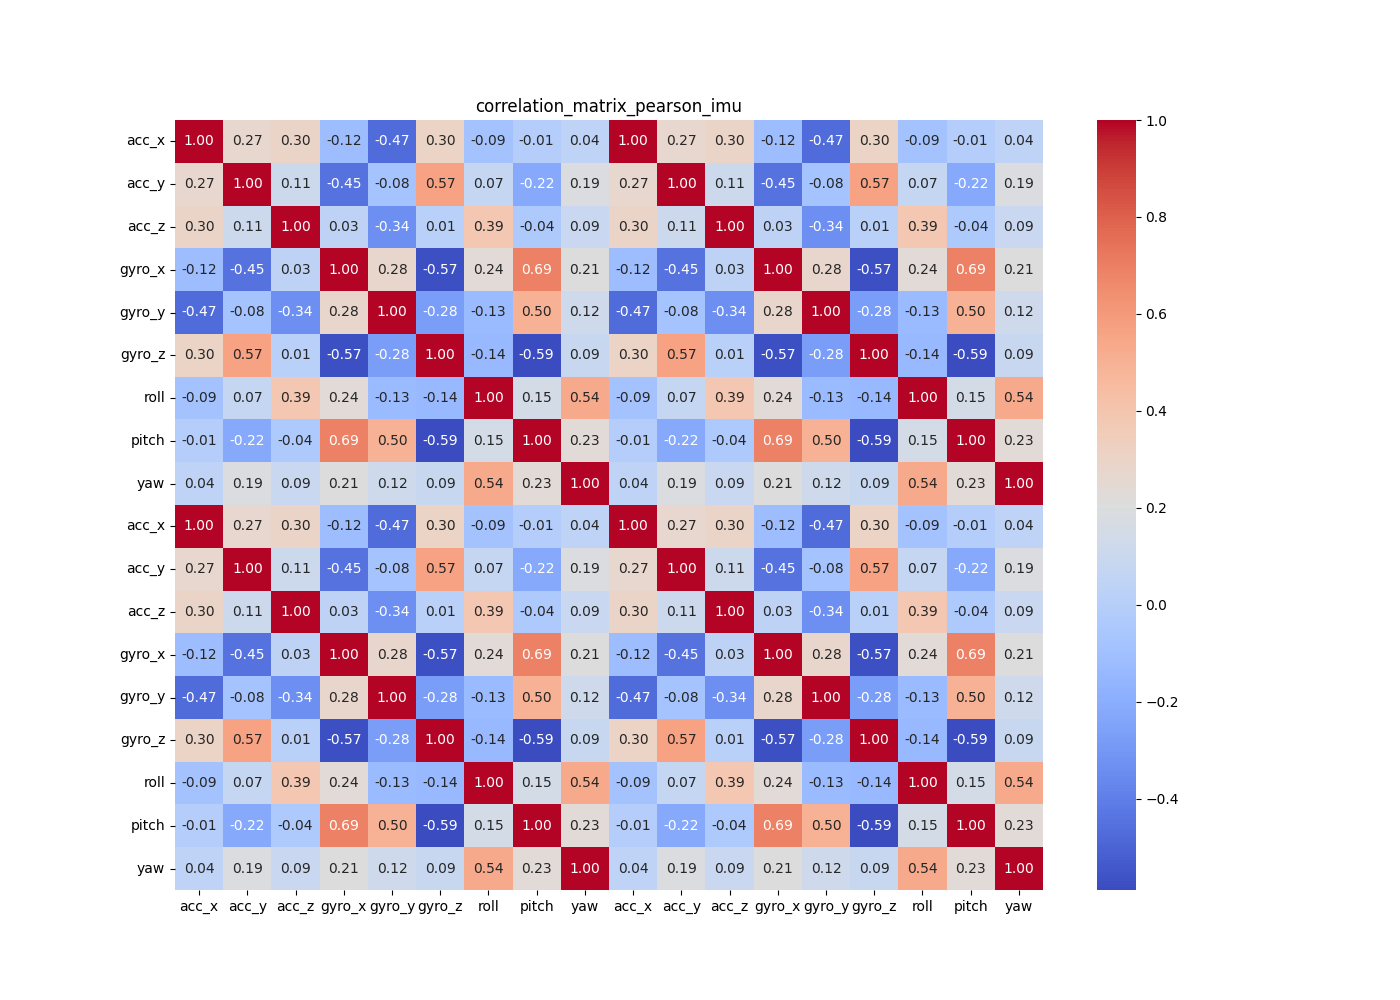 correlation_matrix_pearson_imu
acc_x 1.00 0.27 0.30 -0.12 -0.47 0.30 -0.09 -0.01 0.04 1.00 0.27 0.30 -0.12 -0.47 0.30 -0.09 -0.01 0.04
acc_y 0.27 1.00 0.11 -0.45 -0.08 0.57 0.07 -0.22 0.19 0.27 1.00 0.11 -0.45 -0.08 0.57 0.07 -0.22 0.19
acc_z 0.30 0.11 1.00 0.03 -0.34 0.01 0.39 -0.04 0.09 0.30 0.11 1.00 0.03 -0.34 0.01 0.39 -0.04 0.09
gyro_x -0.12 -0.45 0.03 1.00 0.28 -0.57 0.24 0.69 0.21 -0.12 -0.45 0.03 1.00 0.28 -0.57 0.24 0.69 0.21
gyro_y -0.47 -0.08 -0.34 0.28 1.00 -0.28 -0.13 0.50 0.12 -0.47 -0.08 -0.34 0.28 1.00 -0.28 -0.13 0.50 0.12
gyro_z 0.30 0.57 0.01 -0.57 -0.28 1.00 -0.14 -0.59 0.09 0.30 0.57 0.01 -0.57 -0.28 1.00 -0.14 -0.59 0.09
roll -0.09 0.07 0.39 0.24 -0.13 -0.14 1.00 0.15 0.54 -0.09 0.07 0.39 0.24 -0.13 -0.14 1.00 0.15 0.54
pitch -0.01 -0.22 -0.04 0.69 0.50 -0.59 0.15 1.00 0.23 -0.01 -0.22 -0.04 0.69 0.50 -0.59 0.15 1.00 0.23
yaw 0.04 0.19 0.09 0.21 0.12 0.09 0.54 0.23 1.00 0.04 0.19 0.09 0.21 0.12 0.09 0.54 0.23 1.00
acc_x 1.00 0.27 0.30 -0.12 -0.47 0.30 -0.09 -0.01 0.04 1.00 0.27 0.30 -0.12 -0.47 0.30 -0.09 -0.01 0.04
acc_y 0.27 1.00 0.11 -0.45 -0.08 0.57 0.07 -0.22 0.19 0.27 1.00 0.11 -0.45 -0.08 0.57 0.07 -0.22 0.19
acc_z 0.30 0.11 1.00 0.03 -0.34 0.01 0.39 -0.04 0.09 0.30 0.11 1.00 0.03 -0.34 0.01 0.39 -0.04 0.09
gyro_x -0.12 -0.45 0.03 1.00 0.28 -0.57 0.24 0.69 0.21 -0.12 -0.45 0.03 1.00 0.28 -0.57 0.24 0.69 0.21
gyro_y -0.47 -0.08 -0.34 0.28 1.00 -0.28 -0.13 0.50 0.12 -0.47 -0.08 -0.34 0.28 1.00 -0.28 -0.13 0.50 0.12
gyro_z 0.30 0.57 0.01 -0.57 -0.28 1.00 -0.14 -0.59 0.09 0.30 0.57 0.01 -0.57 -0.28 1.00 -0.14 -0.59 0.09
roll -0.09 0.07 0.39 0.24 -0.13 -0.14 1.00 0.15 0.54 -0.09 0.07 0.39 0.24 -0.13 -0.14 1.00 0.15 0.54
pitch -0.01 -0.22 -0.04 0.69 0.50 -0.59 0.15 1.00 0.23 -0.01 -0.22 -0.04 0.69 0.50 -0.59 0.15 1.00 0.23
yaw 0.04 0.19 0.09 0.21 0.12 0.09 0.54 0.23 1.00 0.04 0.19 0.09 0.21 0.12 0.09 0.54 0.23 1.00
acc_x acc_y acc_z gyro_x gyro_y gyro_z roll pitch yaw acc_x acc_y acc_z gyro_x gyro_y gyro_z roll pitch yaw
1.0
0.8
0.6
0.4
0.2
0.0
−0.2
−0.4